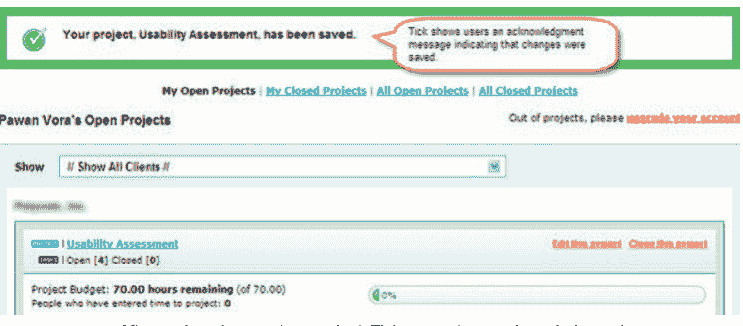 Your project, Usability Assessment, has been saved.
Tick shows users an acknowledgment
message indicating that changes were
saved.
My Open Projects | My Closed Projects | All Open Projects | All Closed Projects
Pawan Vora's Open Projects
Out of projects, please upgrade your account
Show
// Show All Clients //
| Usability Assessment
Edit this project Close this project
| Open [4] Closed [0]
Project Budget: 70.00 hours remaining (of 70.00)
People who have entered time to project: 0
0%